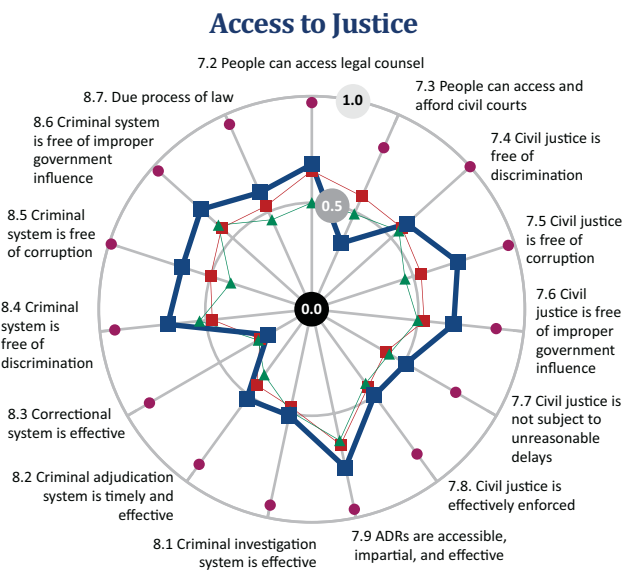 Access to Justice
7.2 People can access legal counsel
7.3 People can access and
afford civil courts
7.4 Civil justice is
free of
discrimination
7.5 Civil justice
is free of
corruption
7.6 Civil
justice is free
of improper
government
influence
7.7 Civil justice is
not subject to
unreasonable
delays
7.8. Civil justice is
effectively enforced
7.9 ADRs are accessible,
impartial, and effective
8.1 Criminal investigation
system is effective
8.2 Criminal adjudication
system is timely and
effective
8.3 Correctional
system is effective
8.4 Criminal
system is
free of
discrimination
8.5 Criminal
system is free
of corruption
8.6 Criminal system
is free of improper
government
influence
8.7. Due process of law
1.0
0.5
0.0